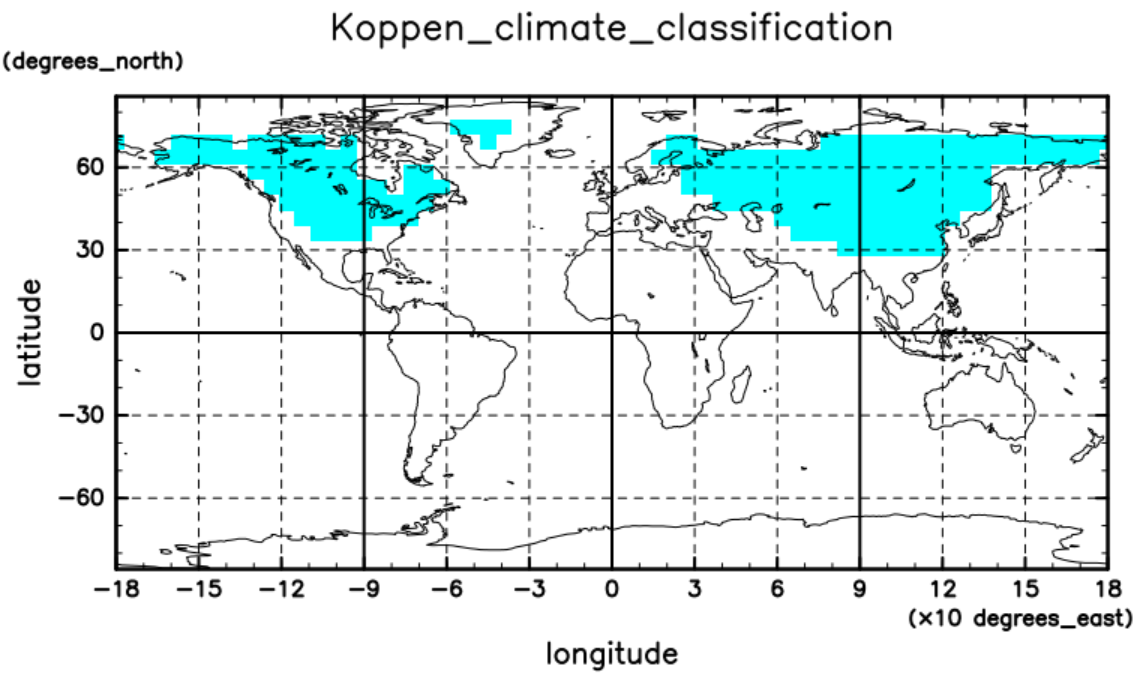 Koppen_climate_classification
(degrees_north)
60
30
0
−30
−60
latitude
−18 −15 −12 −9 −6 −3 0 3 6 9 12 15 18
(×10 degrees_east)
longitude